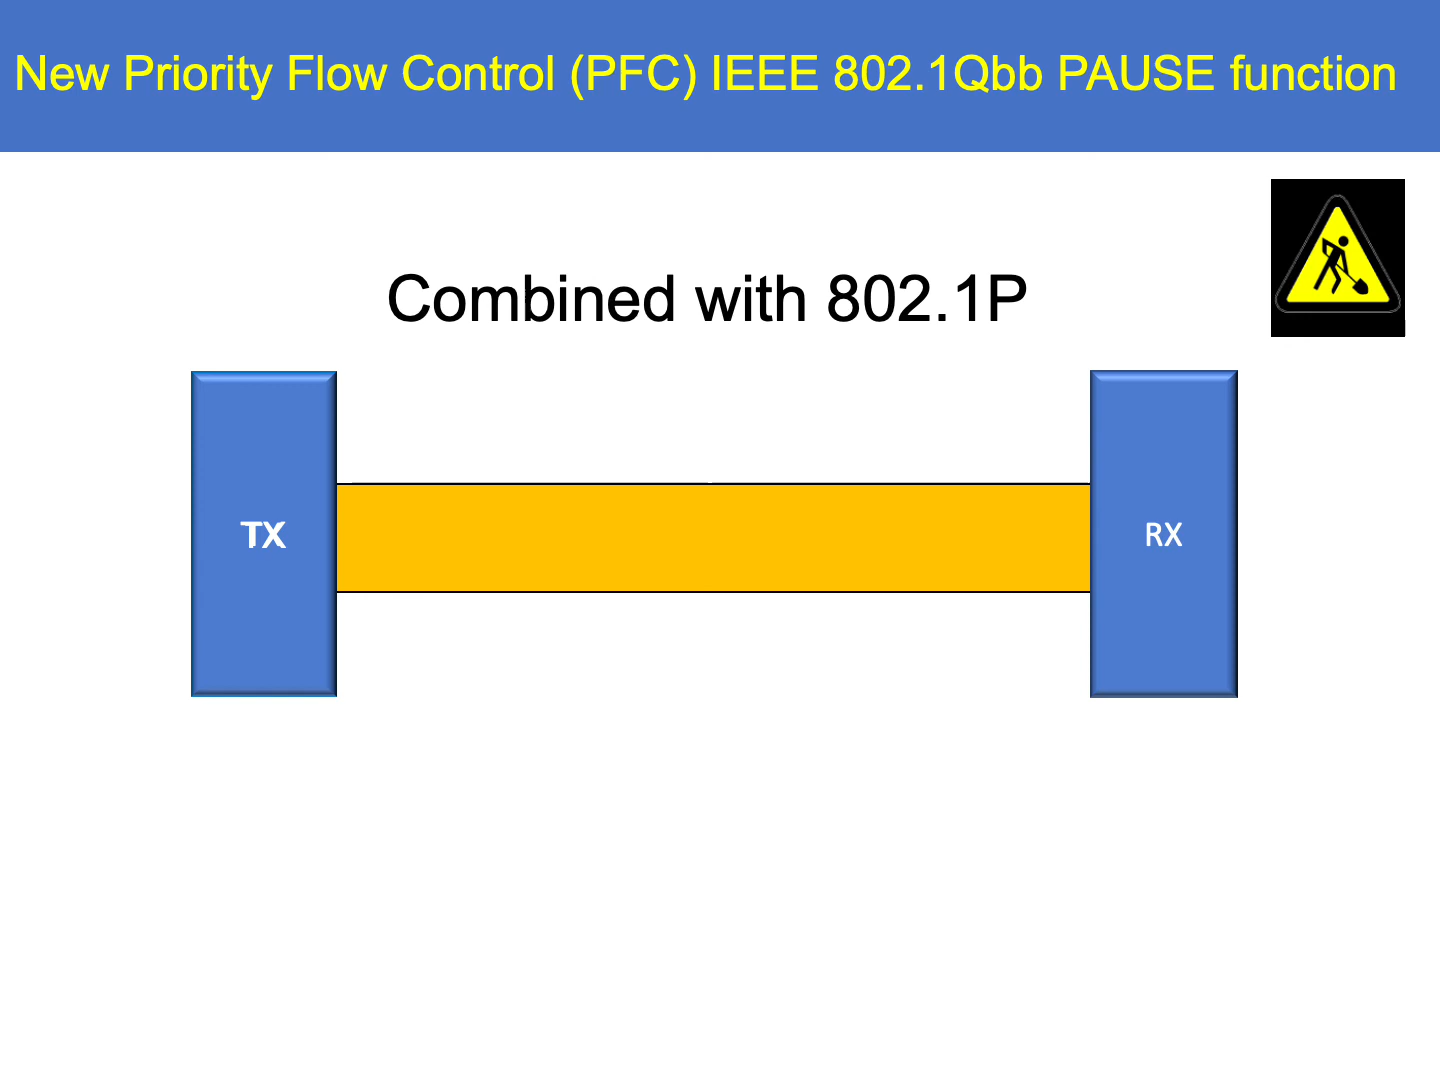 New Priority Flow Control (PFC) IEEE 802.1Qbb PAUSE function
Combined with 802.1P
TX
RX